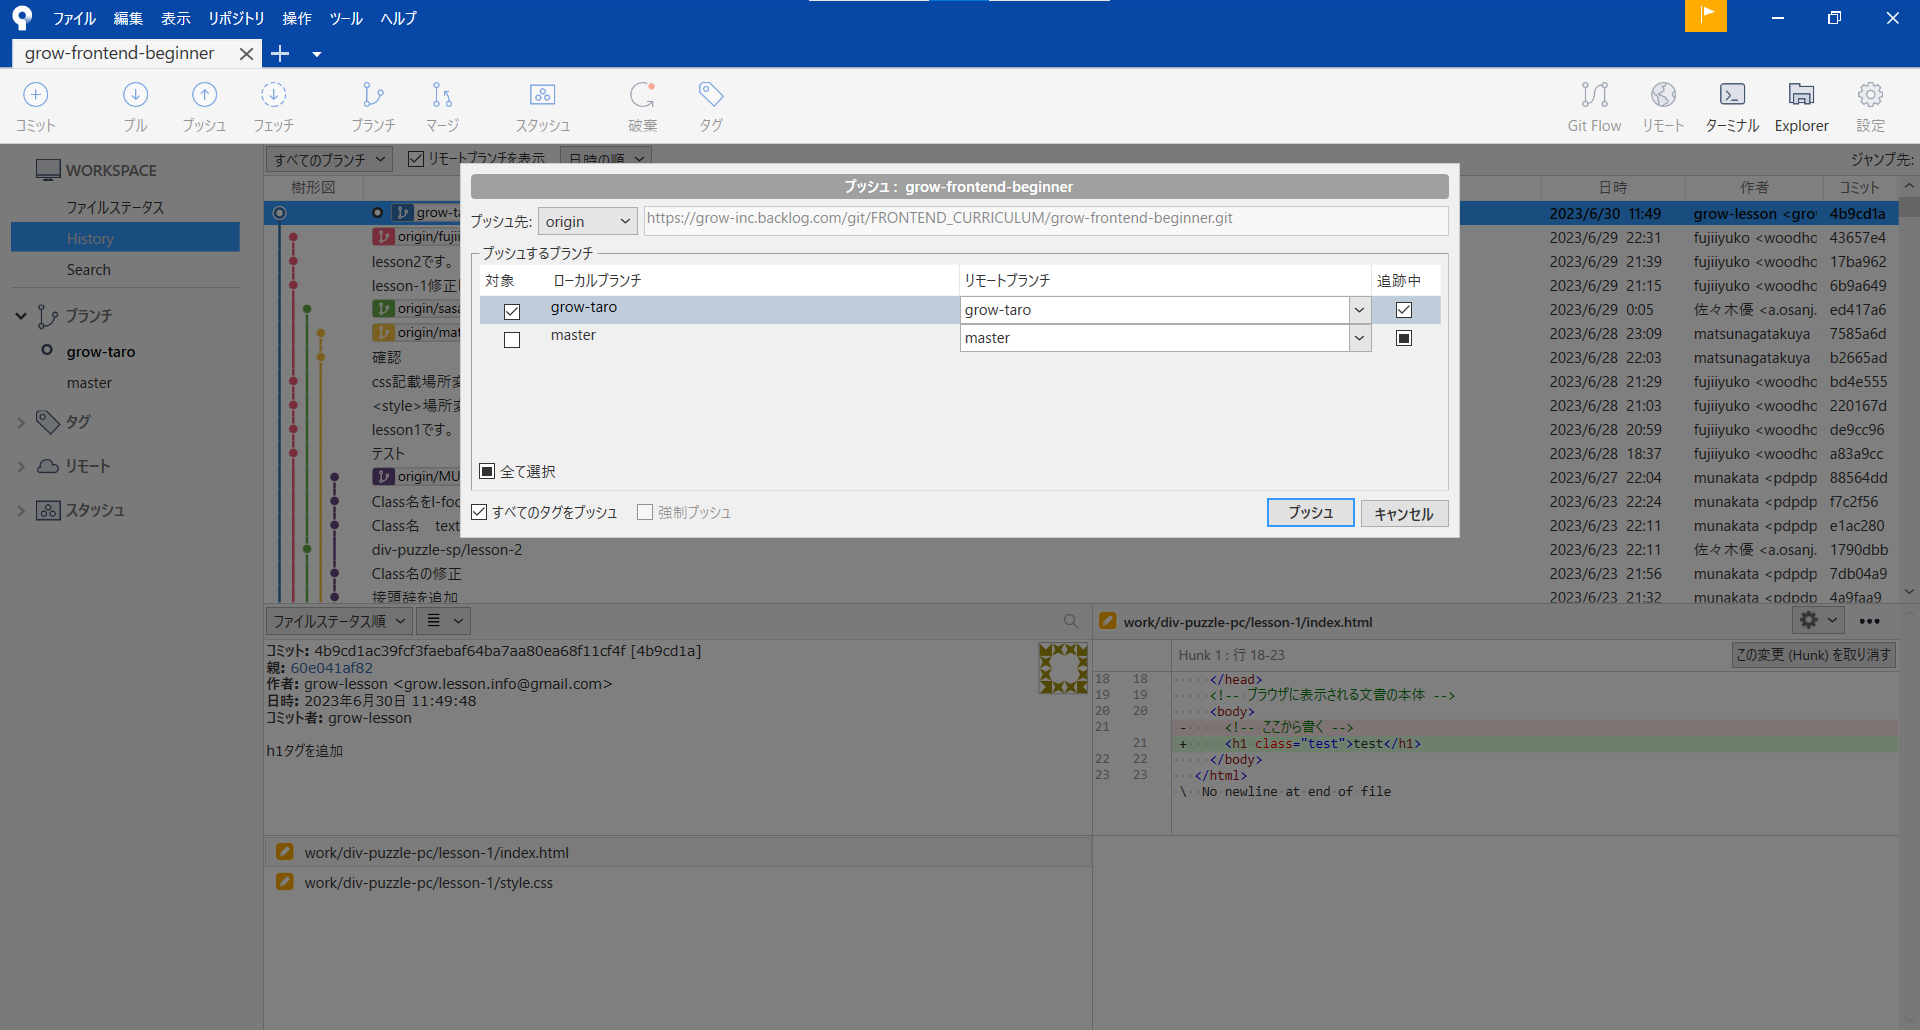 ファイル 編集 表示 リポジトリ 操作 ツール ヘルプ
grow-frontend-beginner
コミット プル プッシュ フェッチ ブランチ マージ スタッシュ 破棄 タグ Git Flow リモート ターミナル Explorer 設定
WORKSPACE
ファイルステータス
History
Search
ブランチ
grow-taro
master
タグ
リモート
スタッシュ
すべてのブランチ リモートブランチを表示 日時の順 ジャンプ先:
樹形図 日時 作者 コミット
grow-ta 2023/6/30 11:49 grow-lesson <grov 4b9cd1a
origin/fujii 2023/6/29 22:31 fujiiyuko <woodho 43657e4
lesson2です。 2023/6/29 21:39 fujiiyuko <woodho 17ba962
lesson-1修正 2023/6/29 21:15 fujiiyuko <woodho 6b9a649
origin/sasa 2023/6/29 0:05 佐々木優 <a.osanj. ed417a6
origin/mat 2023/6/28 23:09 matsunagatakuya 7585a6d
確認 2023/6/28 22:03 matsunagatakuya b2665ad
css記載場所変 2023/6/28 21:29 fujiiyuko <woodho bd4e555
<style>場所変 2023/6/28 21:03 fujiiyuko <woodho 220167d
lesson1です。 2023/6/28 20:59 fujiiyuko <woodho de9cc96
テスト 2023/6/28 18:37 fujiiyuko <woodho a83a9cc
origin/MU 2023/6/27 22:04 munakata <pdpdp 88564dd
Class名をl-foo 2023/6/23 22:24 munakata <pdpdp f7c2f56
Class名 text 2023/6/23 22:11 munakata <pdpdp e1ac280
div-puzzle-sp/lesson-2 2023/6/23 22:11 佐々木優 <a.osanj. 1790dbb
Class名の修正 2023/6/23 21:56 munakata <pdpdp 7db04a9
接頭辞を追加 2023/6/23 21:32 munakata <pdpdp 4a9faa9
プッシュ : grow-frontend-beginner
プッシュ先: origin https://grow-inc.backlog.com/git/FRONTEND_CURRICULUM/grow-frontend-beginner.git
プッシュするブランチ
対象 ローカルブランチ リモートブランチ 追跡中
grow-taro grow-taro
master master
全て選択
すべてのタグをプッシュ 強制プッシュ プッシュ キャンセル
ファイルステータス順
コミット: 4b9cd1ac39fcf3faebaf64ba7aa80ea68f11cf4f [4b9cd1a]
親: 60e041af82
作者: grow-lesson <grow.lesson.info@gmail.com>
日時: 2023年6月30日 11:49:48
コミット者: grow-lesson
h1タグを追加
work/div-puzzle-pc/lesson-1/index.html
work/div-puzzle-pc/lesson-1/style.css
work/div-puzzle-pc/lesson-1/index.html
Hunk 1 : 行 18-23 この変更 (Hunk) を取り消す
18 18 </head>
19 19 <!-- ブラウザに表示される文書の本体 -->
20 20 <body>
21 - <!-- ここから書く -->
21 + <h1 class="test">test</h1>
22 22 </body>
23 23 </html>
\ No newline at end of file